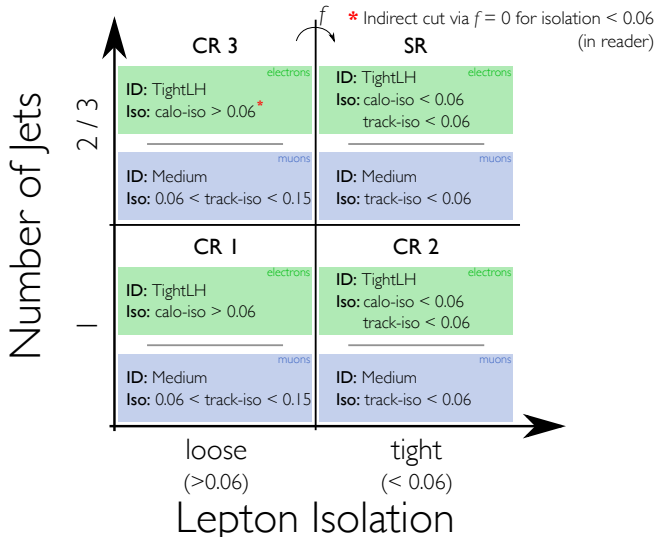 f
* Indirect cut via f = 0 for isolation < 0.06
(in reader)
CR 3
SR
electrons
ID: TightLH
Iso: calo-iso > 0.06*
electrons
ID: TightLH
Iso: calo-iso < 0.06
track-iso < 0.06
muons
ID: Medium
Iso: 0.06 < track-iso < 0.15
muons
ID: Medium
Iso: track-iso < 0.06
CR 1
CR 2
electrons
ID: TightLH
Iso: calo-iso > 0.06
electrons
ID: TightLH
Iso: calo-iso < 0.06
track-iso < 0.06
muons
ID: Medium
Iso: 0.06 < track-iso < 0.15
muons
ID: Medium
Iso: track-iso < 0.06
Number of Jets
2 / 3
1
loose
(>0.06)
tight
(< 0.06)
Lepton Isolation